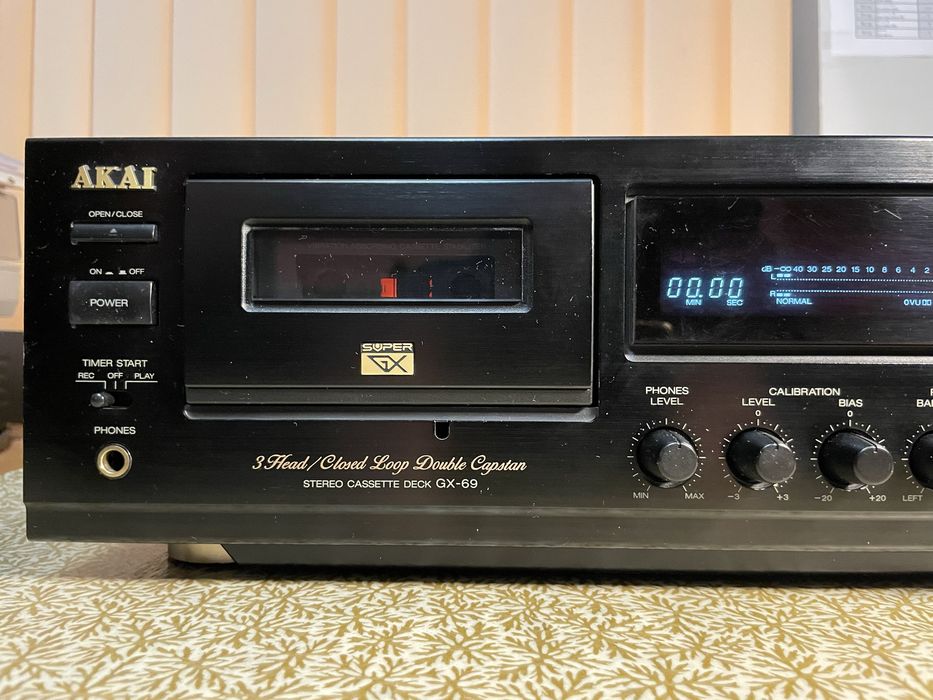 AKAI
OPEN/CLOSE
ON OFF
POWER
TIMER START
REC OFF PLAY
PHONES
SUPER
GX
3 Head/Closed Loop Double Capstan
STEREO CASSETTE DECK GX-69
00.00
MIN SEC
dB -∞ 40 30 25 20 15 10 8 6 4 2
L
R
NORMAL
0VU
PHONES
LEVEL
MIN MAX
CALIBRATION
LEVEL
0
-3 +3
BIAS
0
-20 +20
LEFT